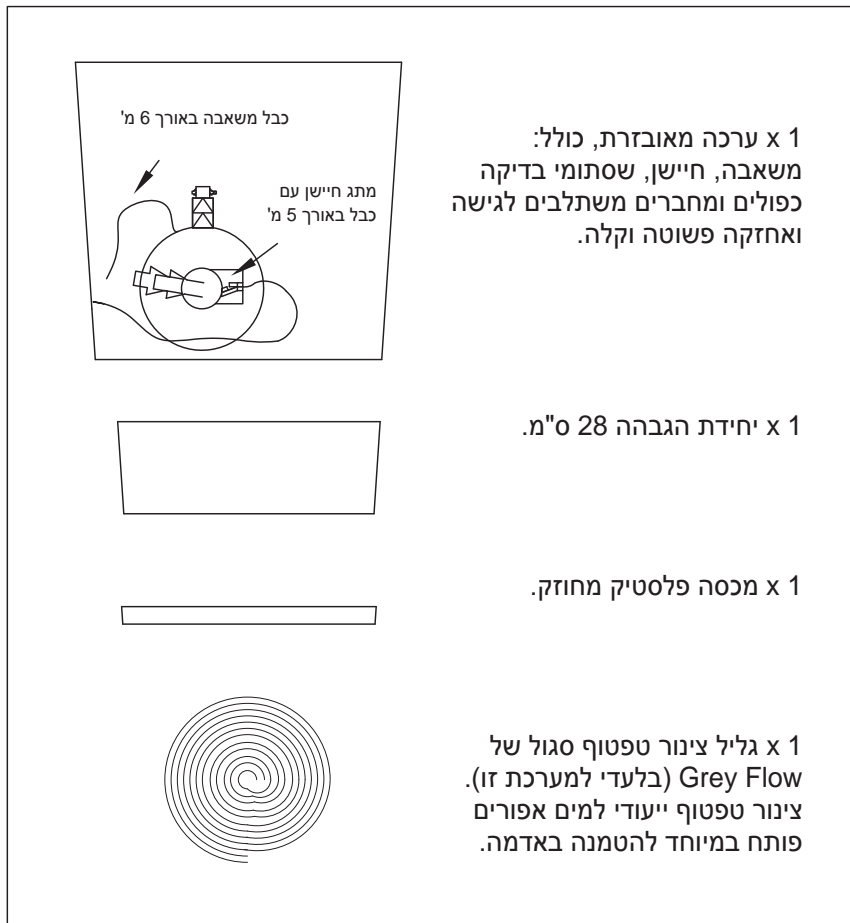 כבל משאבה באורך 6 מ'
מתג חיישן עם
כבל באורך 5 מ'
1 x ערכה מאובזרת, כולל:
משאבה, חיישן, שסתומי בדיקה
כפולים ומחברים משתלבים לגישה
ואחזקה פשוטה וקלה.
1 x יחידת הגבהה 28 ס"מ.
1 x מכסה פלסטיק מחוזק.
1 x גליל צינור טפטוף סגול של
Grey Flow (בלעדי למערכת זו).
צינור טפטוף ייעודי למים אפורים
פותח במיוחד להטמנה באדמה.